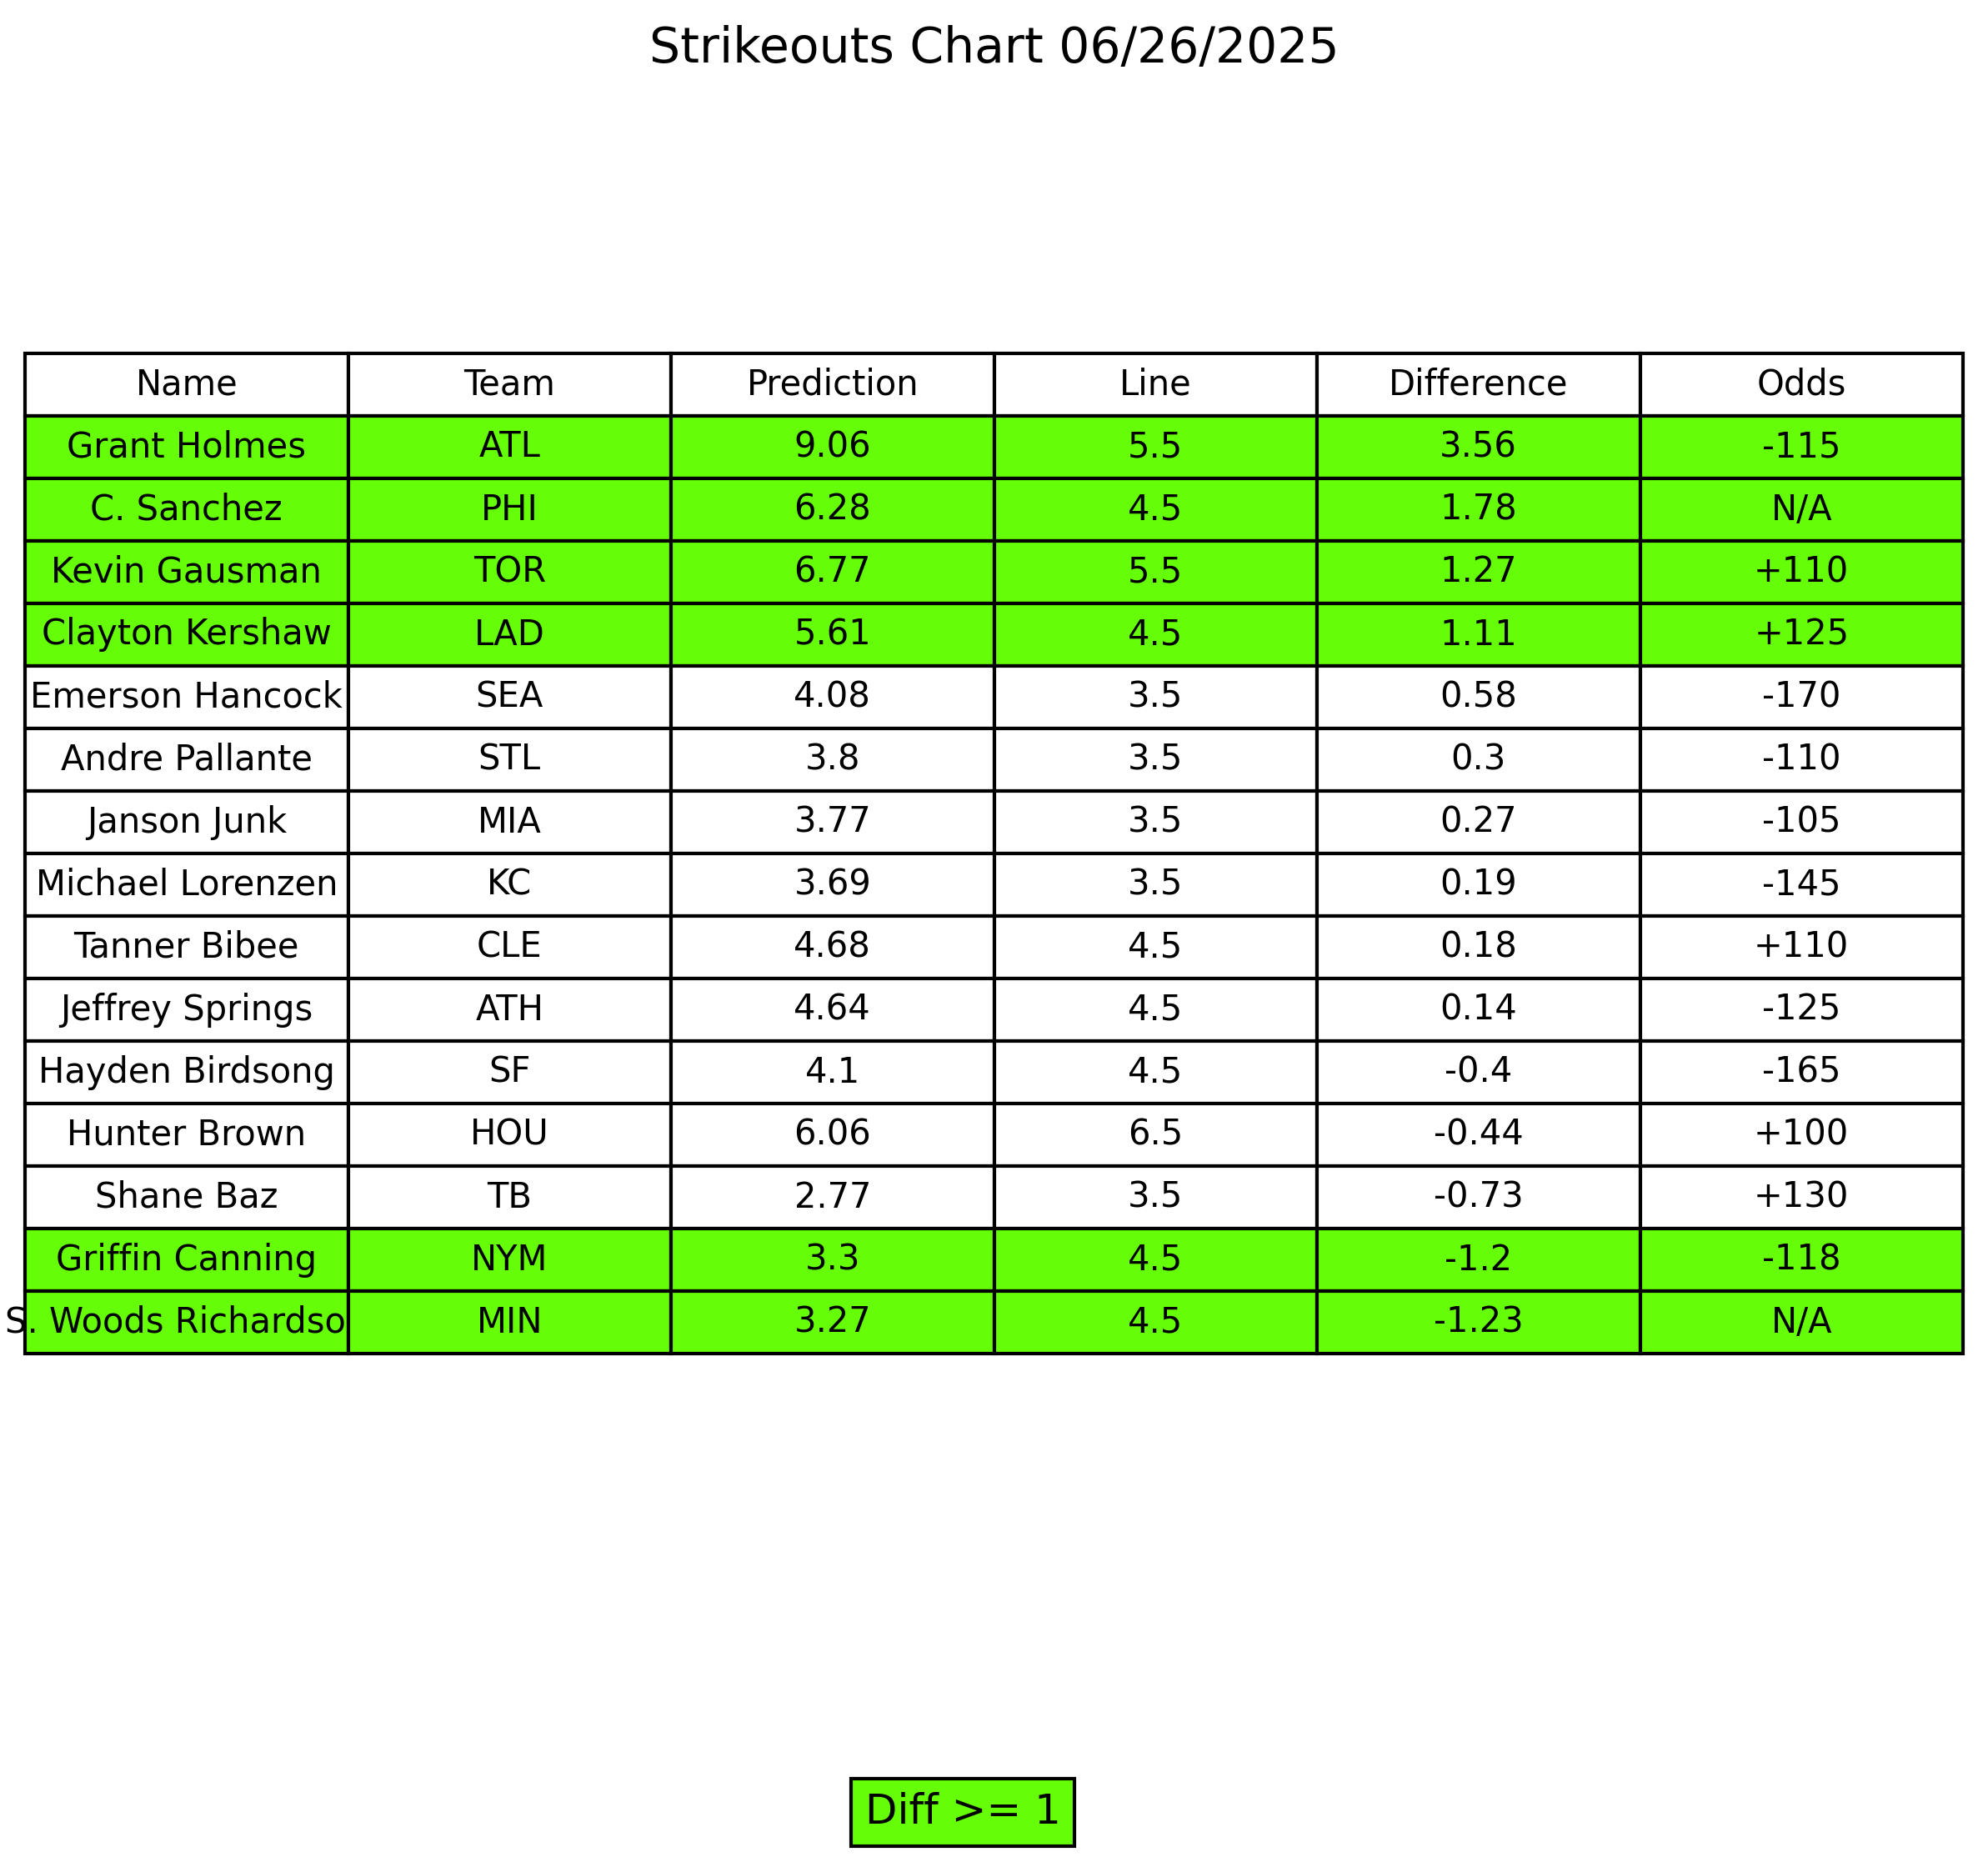 Strikeouts Chart 06/26/2025
Name Team Prediction Line Difference Odds
Grant Holmes ATL 9.06 5.5 3.56 -115
C. Sanchez PHI 6.28 4.5 1.78 N/A
Kevin Gausman TOR 6.77 5.5 1.27 +110
Clayton Kershaw LAD 5.61 4.5 1.11 +125
Emerson Hancock SEA 4.08 3.5 0.58 -170
Andre Pallante STL 3.8 3.5 0.3 -110
Janson Junk MIA 3.77 3.5 0.27 -105
Michael Lorenzen KC 3.69 3.5 0.19 -145
Tanner Bibee CLE 4.68 4.5 0.18 +110
Jeffrey Springs ATH 4.64 4.5 0.14 -125
Hayden Birdsong SF 4.1 4.5 -0.4 -165
Hunter Brown HOU 6.06 6.5 -0.44 +100
Shane Baz TB 2.77 3.5 -0.73 +130
Griffin Canning NYM 3.3 4.5 -1.2 -118
S. Woods Richardso MIN 3.27 4.5 -1.23 N/A
Diff >= 1